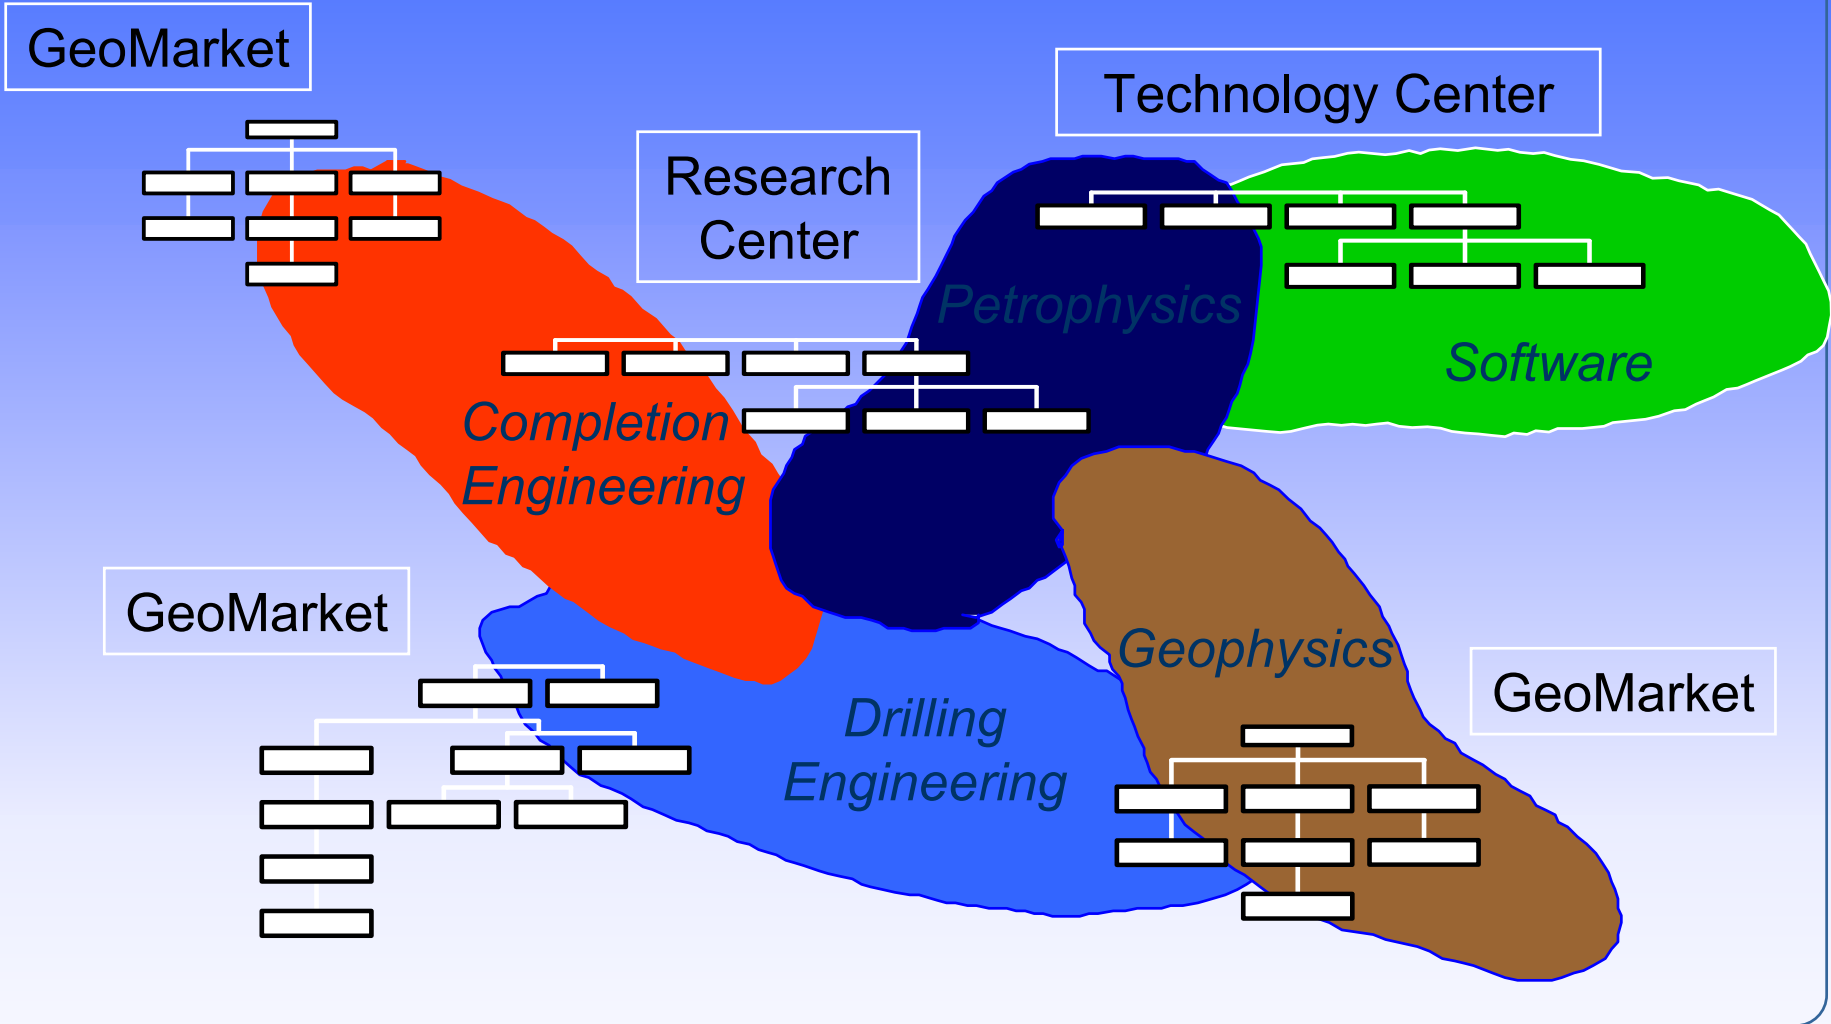 GeoMarket
Technology Center
Research
Center
Petrophysics
Software
Completion
Engineering
GeoMarket
Geophysics
GeoMarket
Drilling
Engineering